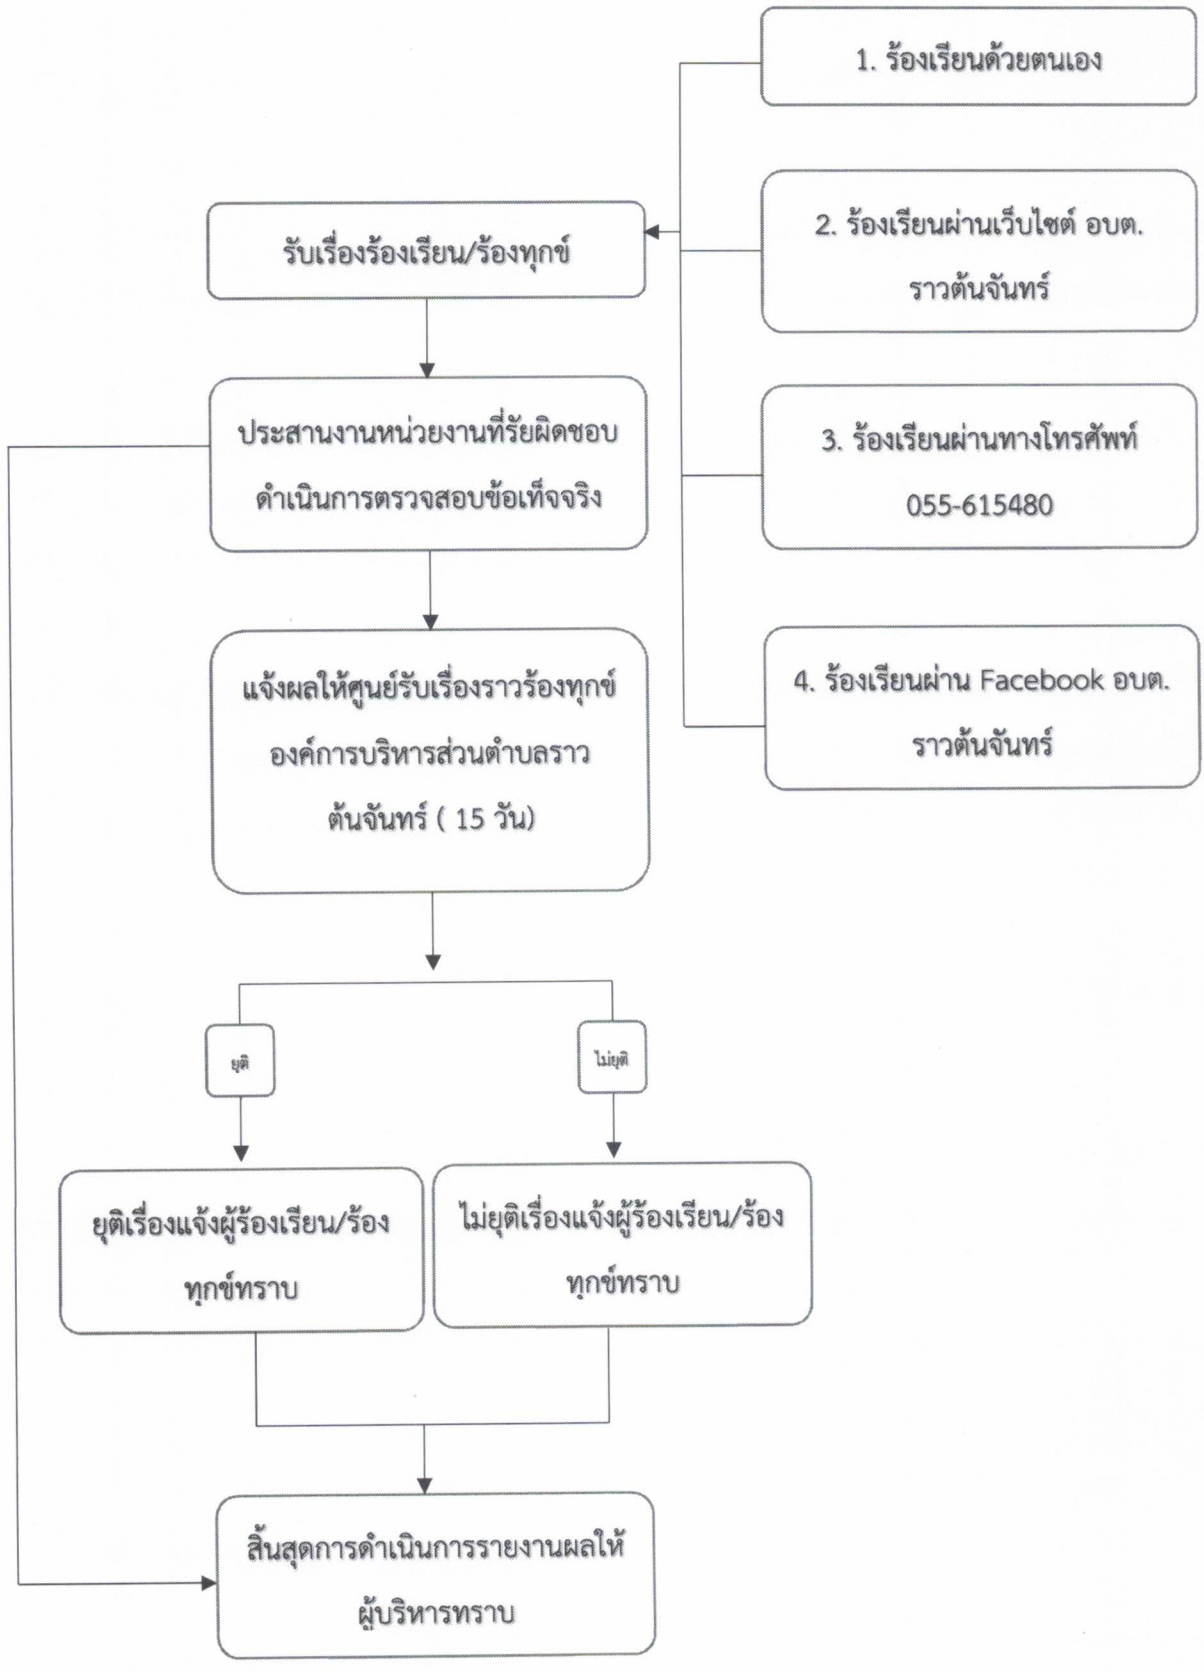 1. ร้องเรียนด้วยตนเอง
2. ร้องเรียนผ่านเว็บไซต์ อบต.
ราวต้นจันทร์
3. ร้องเรียนผ่านทางโทรศัพท์
055-615480
4. ร้องเรียนผ่าน Facebook อบต.
ราวต้นจันทร์
รับเรื่องร้องเรียน/ร้องทุกข์
ประสานงานหน่วยงานที่รัยผิดชอบ
ดำเนินการตรวจสอบข้อเท็จจริง
แจ้งผลให้ศูนย์รับเรื่องราวร้องทุกข์
องค์การบริหารส่วนตำบลราว
ต้นจันทร์ ( 15 วัน)
ยุติ
ไม่ยุติ
ยุติเรื่องแจ้งผู้ร้องเรียน/ร้อง
ทุกข์ทราบ
ไม่ยุติเรื่องแจ้งผู้ร้องเรียน/ร้อง
ทุกข์ทราบ
สิ้นสุดการดำเนินการรายงานผลให้
ผู้บริหารทราบ